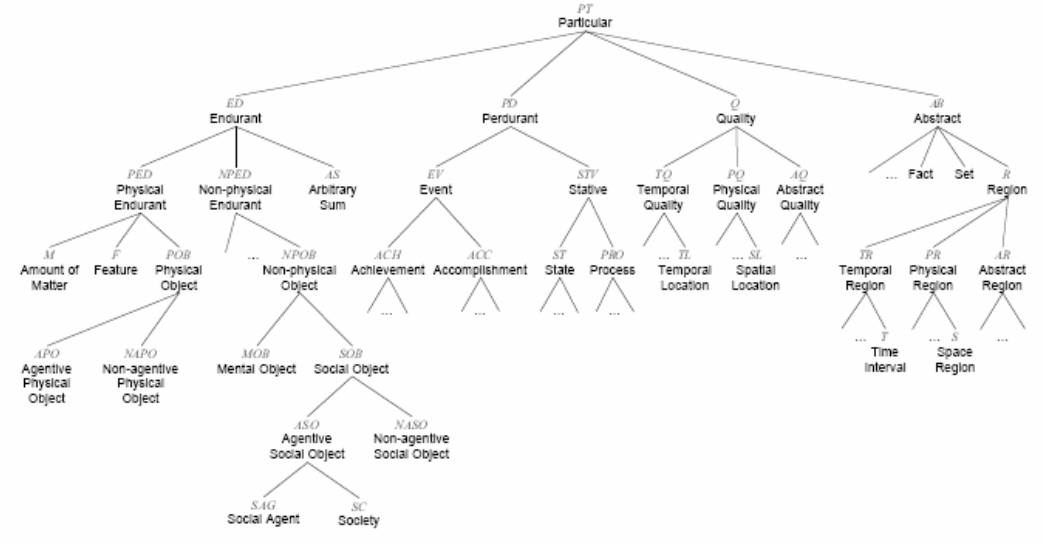 PT
Particular
ED
Endurant
PD
Perdurant
Q
Quality
AB
Abstract
PED
Physical
Endurant
NPED
Non-physical
Endurant
AS
Arbitrary
Sum
EV
Event
STV
Stative
TQ
Temporal
Quality
PQ
Physical
Quality
AQ
Abstract
Quality
...
Fact
Set
R
Region
M
Amount of
Matter
F
Feature
POB
Physical
Object
...
NPOB
Non-physical
Object
ACH
Achievement
...
ACC
Accomplishment
...
ST
State
...
PRO
Process
...
... TL
Temporal
Location
... SL
Spatial
Location
...
TR
Temporal
Region
PR
Physical
Region
AR
Abstract
Region
... T
Time
Interval
... S
Space
Region
...
APO
Agentive
Physical
Object
NAPO
Non-agentive
Physical
Object
MOB
Mental Object
SOB
Social Object
ASO
Agentive
Social Object
NASO
Non-agentive
Social Object
SAG
Social Agent
SC
Society